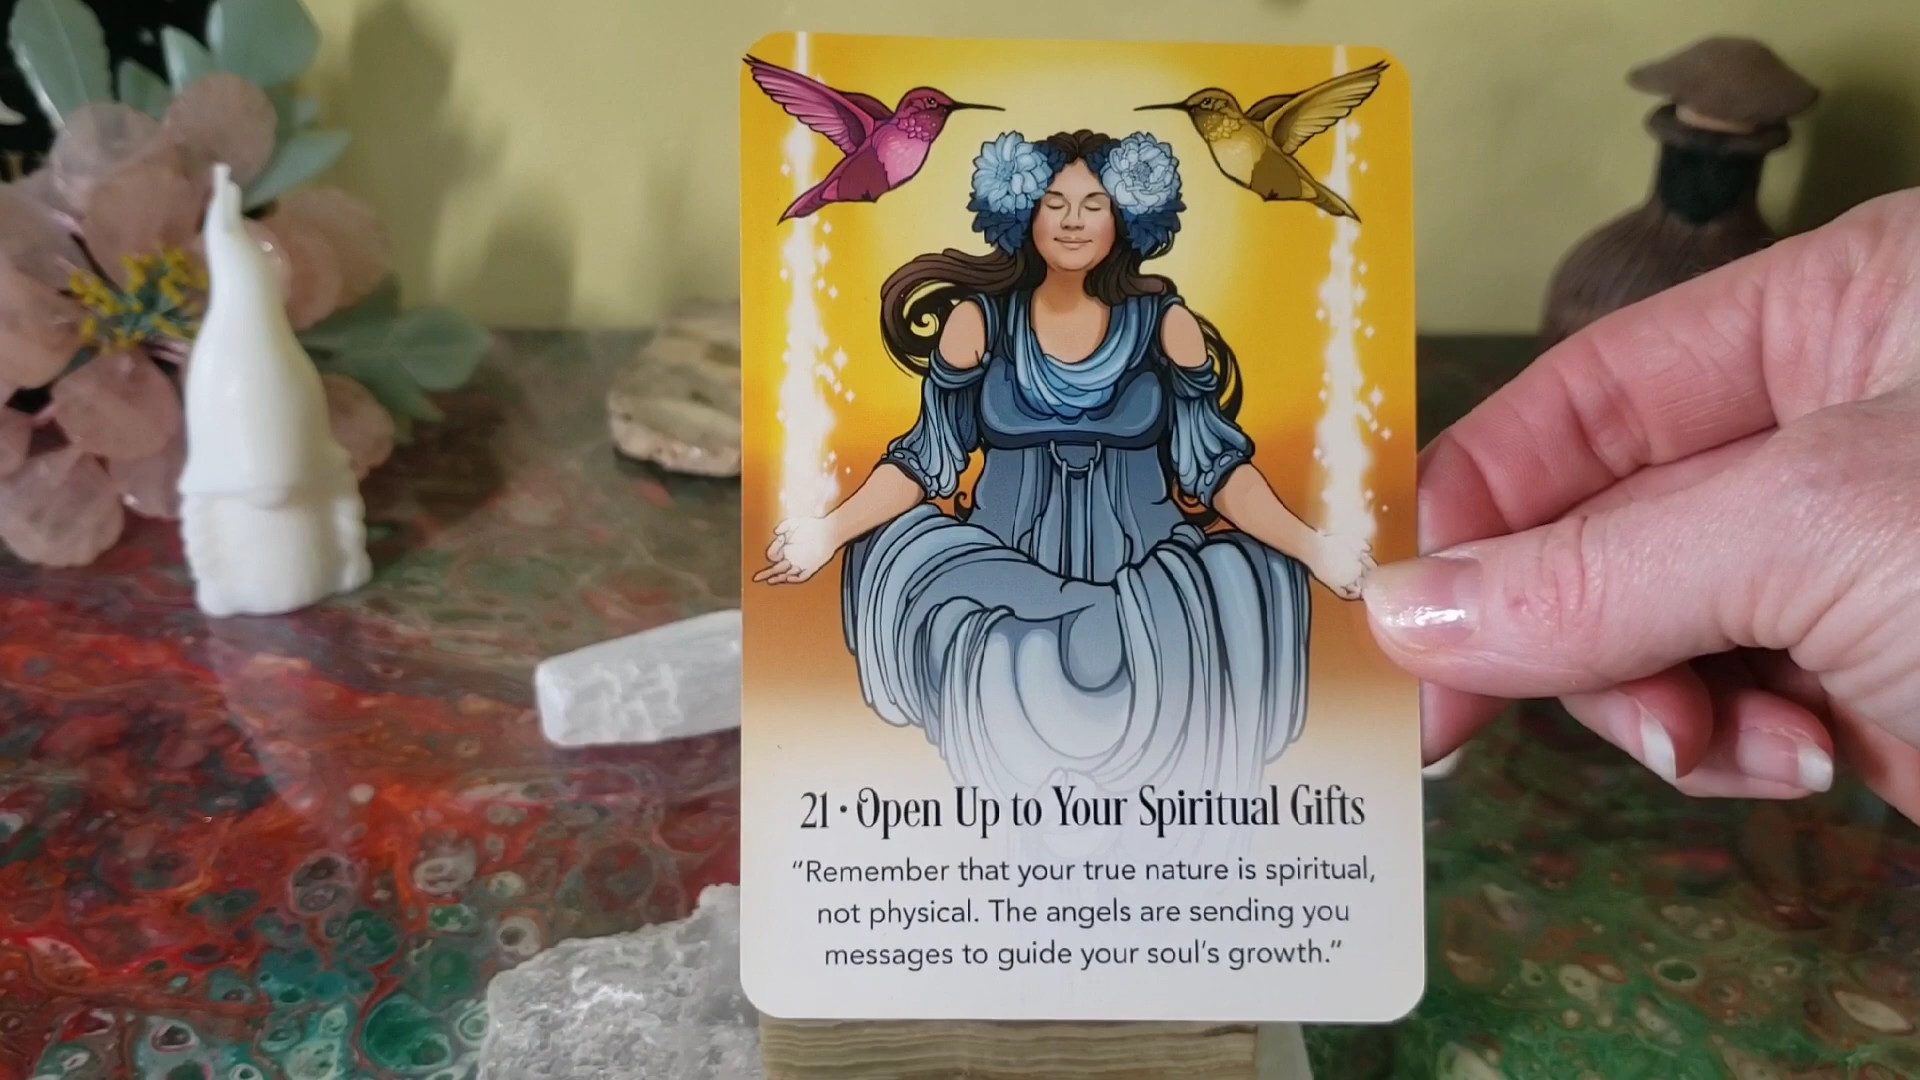 21 • Open Up to Your Spiritual Gifts
“Remember that your true nature is spiritual,
not physical. The angels are sending you
messages to guide your soul’s growth.”